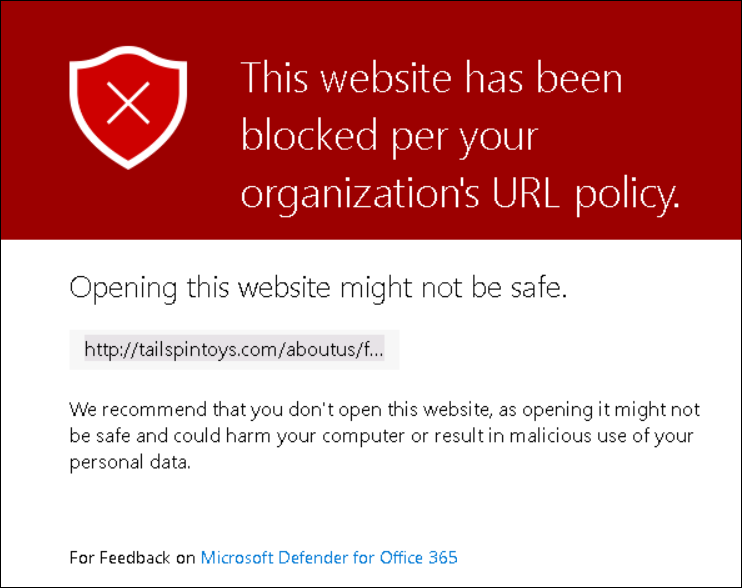 This website has been
blocked per your
organization's URL policy.
Opening this website might not be safe.
http://tailspintoys.com/aboutus/f...
We recommend that you don't open this website, as opening it might not
be safe and could harm your computer or result in malicious use of your
personal data.
For Feedback on Microsoft Defender for Office 365